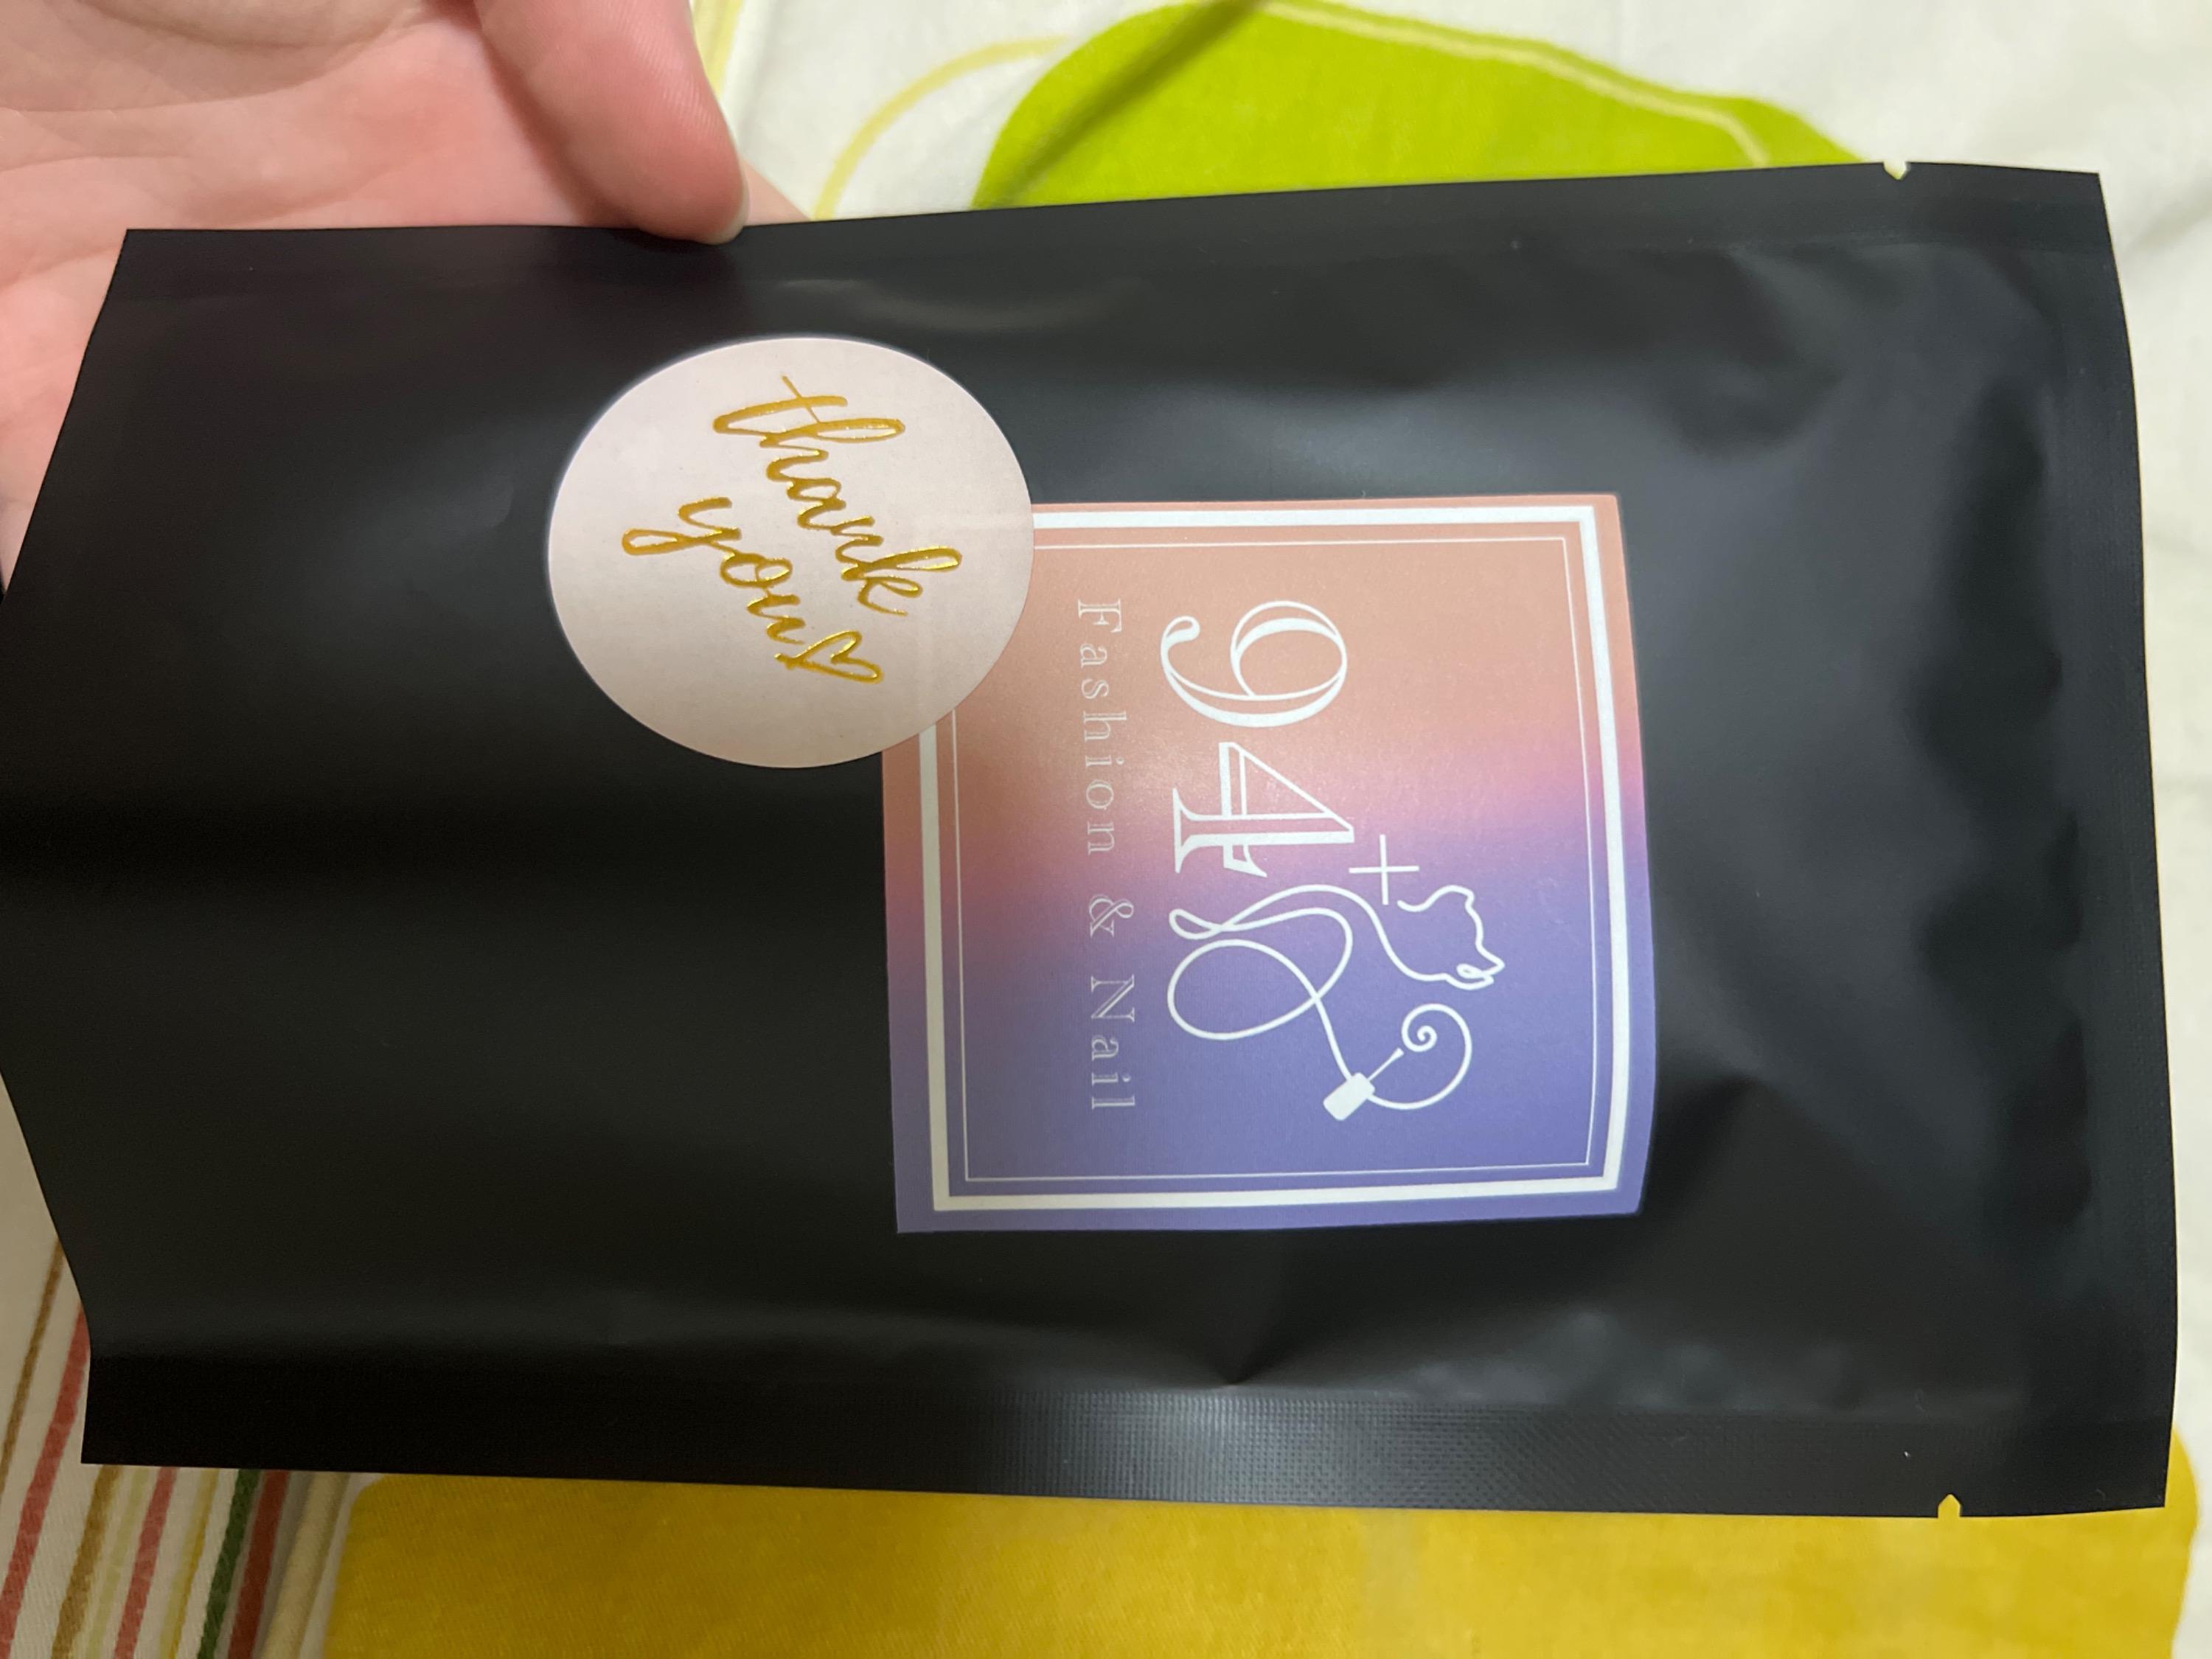 94+
Fashion & Nail
thank
you